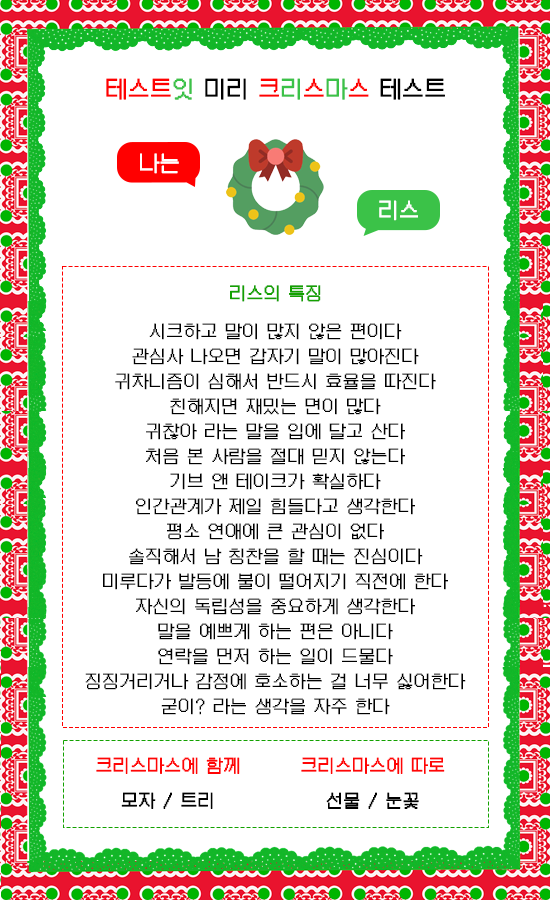 테스트잇 미리 크리스마스 테스트
나는
리스
리스의 특징
시크하고 말이 많지 않은 편이다
관심사 나오면 갑자기 말이 많아진다
귀차니즘이 심해서 반드시 효율을 따진다
친해지면 재밌는 면이 많다
귀찮아 라는 말을 입에 달고 산다
처음 본 사람을 절대 믿지 않는다
기브 앤 테이크가 확실하다
인간관계가 제일 힘들다고 생각한다
평소 연애에 큰 관심이 없다
솔직해서 남 칭찬을 할 때는 진심이다
미루다가 발등에 불이 떨어지기 직전에 한다
자신의 독립성을 중요하게 생각한다
말을 예쁘게 하는 편은 아니다
연락을 먼저 하는 일이 드물다
징징거리거나 감정에 호소하는 걸 너무 싫어한다
굳이? 라는 생각을 자주 한다
크리스마스에 함께
모자 / 트리
크리스마스에 따로
선물 / 눈꽃